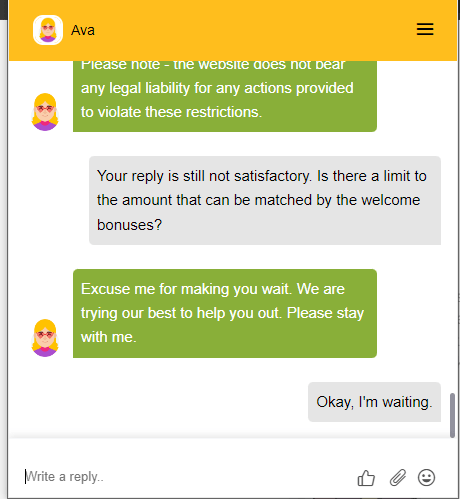 Ava
Please note - the website does not bear
any legal liability for any actions provided
to violate these restrictions.
Your reply is still not satisfactory. Is there a limit to
the amount that can be matched by the welcome
bonuses?
Excuse me for making you wait. We are
trying our best to help you out. Please stay
with me.
Okay, I'm waiting.
Write a reply..